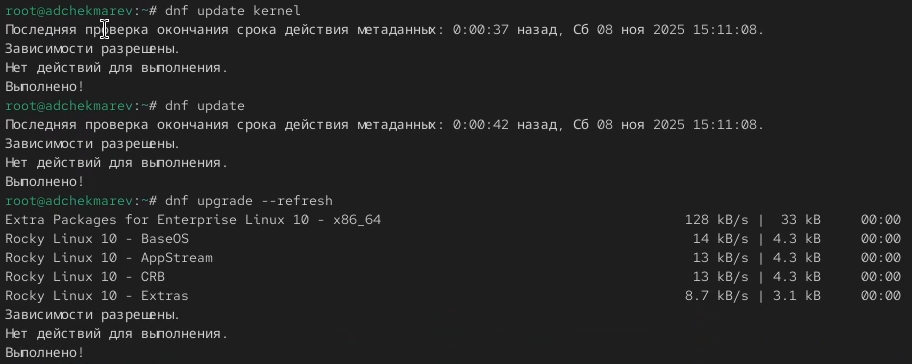 root@adchekmarev:~# dnf update kernel
Последняя проверка окончания срока действия метаданных: 0:00:37 назад, Сб 08 ноя 2025 15:11:08.
Зависимости разрешены.
Нет действий для выполнения.
Выполнено!
root@adchekmarev:~# dnf update
Последняя проверка окончания срока действия метаданных: 0:00:42 назад, Сб 08 ноя 2025 15:11:08.
Зависимости разрешены.
Нет действий для выполнения.
Выполнено!
root@adchekmarev:~# dnf upgrade --refresh
Extra Packages for Enterprise Linux 10 - x86_64 128 kB/s | 33 kB 00:00
Rocky Linux 10 - BaseOS 14 kB/s | 4.3 kB 00:00
Rocky Linux 10 - AppStream 13 kB/s | 4.3 kB 00:00
Rocky Linux 10 - CRB 13 kB/s | 4.3 kB 00:00
Rocky Linux 10 - Extras 8.7 kB/s | 3.1 kB 00:00
Зависимости разрешены.
Нет действий для выполнения.
Выполнено!